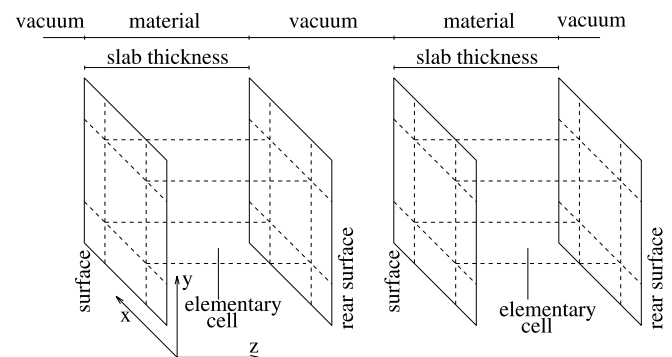 vacuum material vacuum material vacuum
slab thickness slab thickness
surface
rear surface
surface
rear surface
y
x
z
elementary
cell
elementary
cell